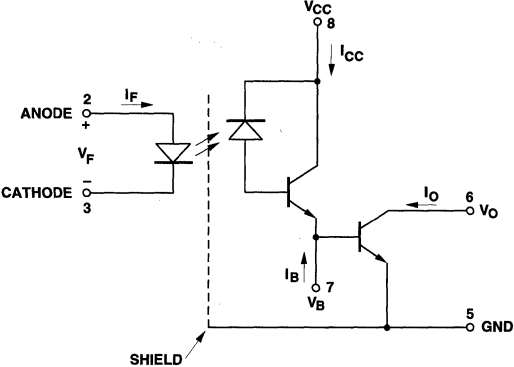 VCC
8
ICC
ANODE
2
+
IF
VF
CATHODE
–
3
IO
6
VO
IB
7
VB
5
GND
SHIELD